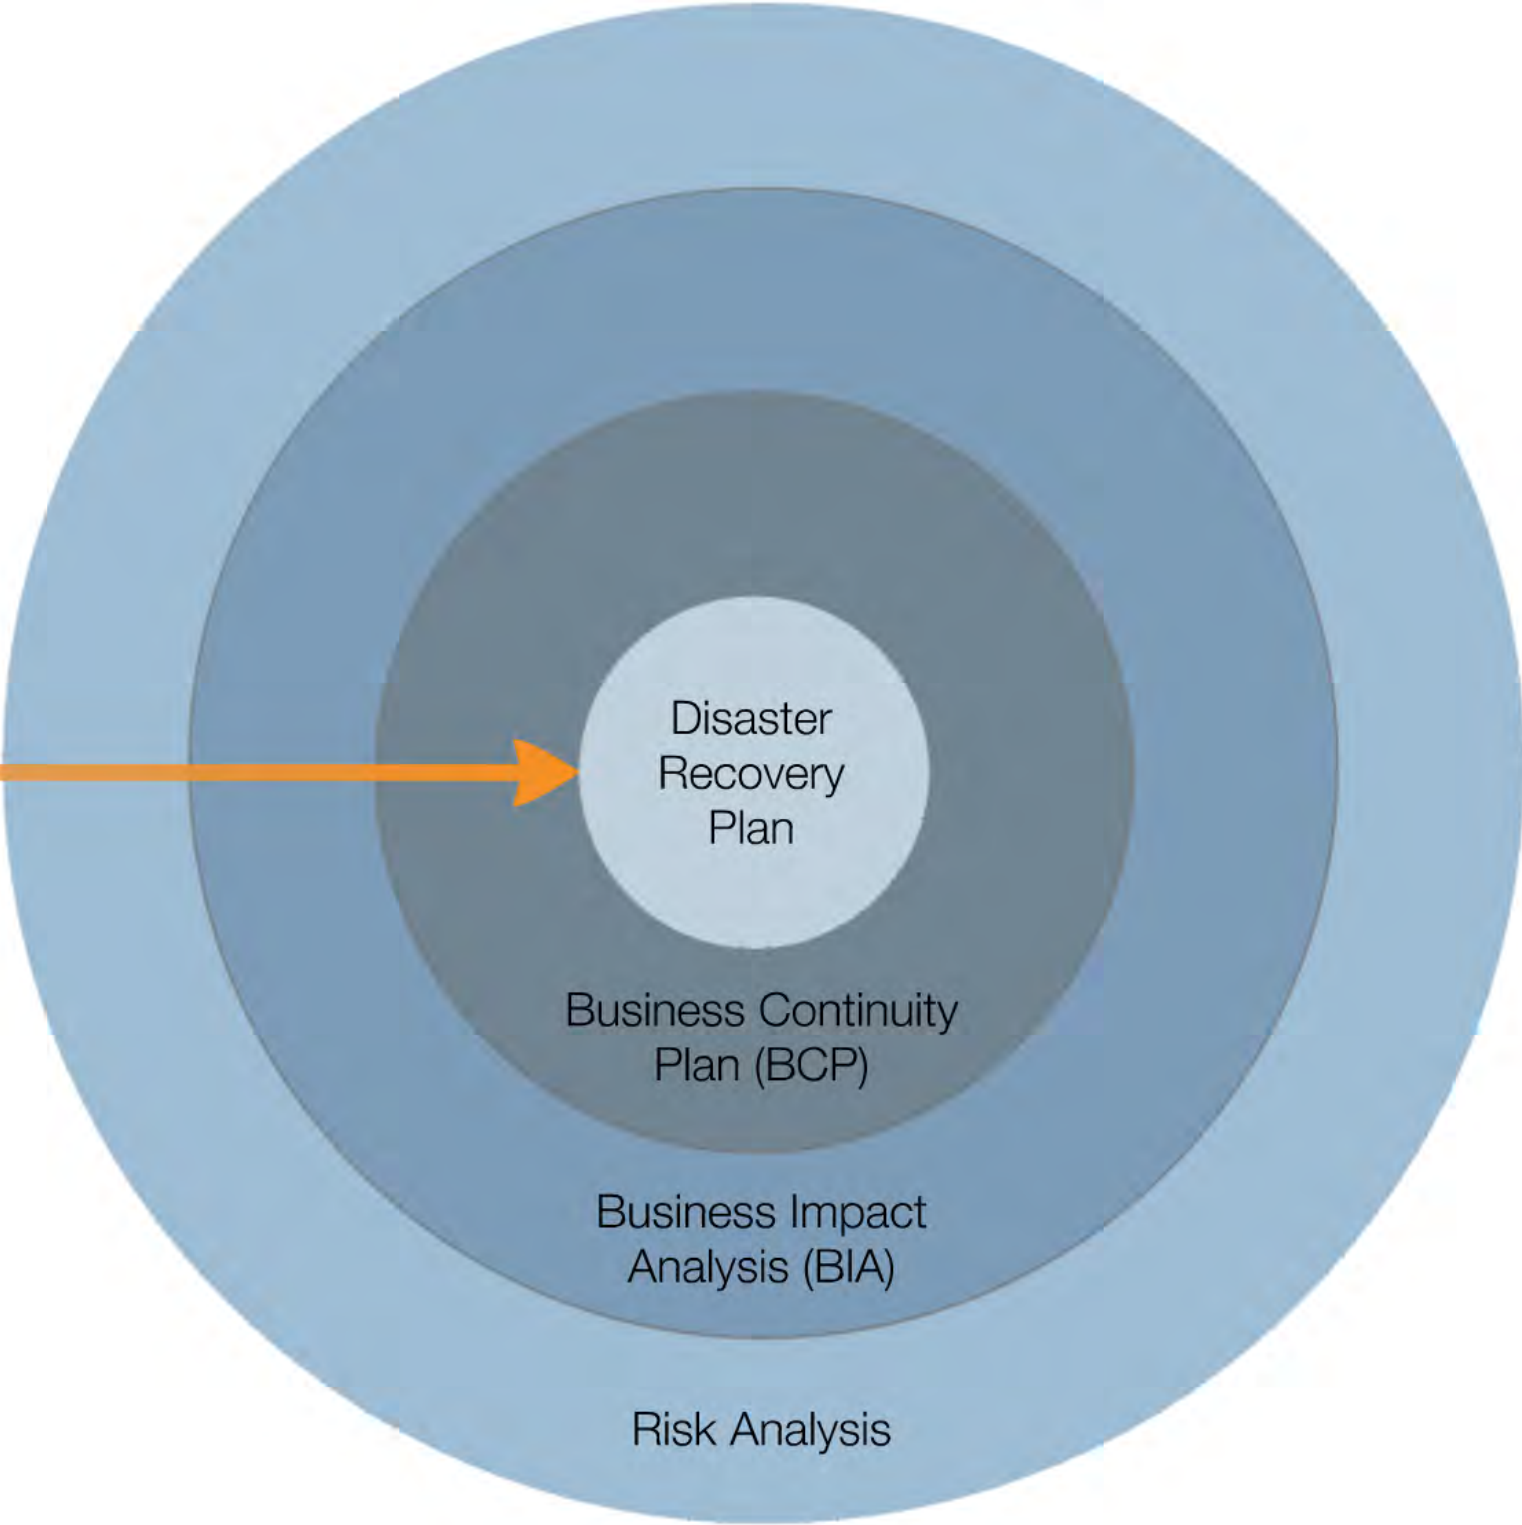 Disaster
Recovery
Plan
Business Continuity
Plan (BCP)
Business Impact
Analysis (BIA)
Risk Analysis